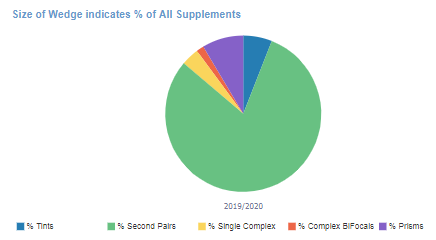 Size of Wedge indicates % of All Supplements
2019/2020
% Tints % Second Pairs % Single Complex % Complex BiFocals % Prisms